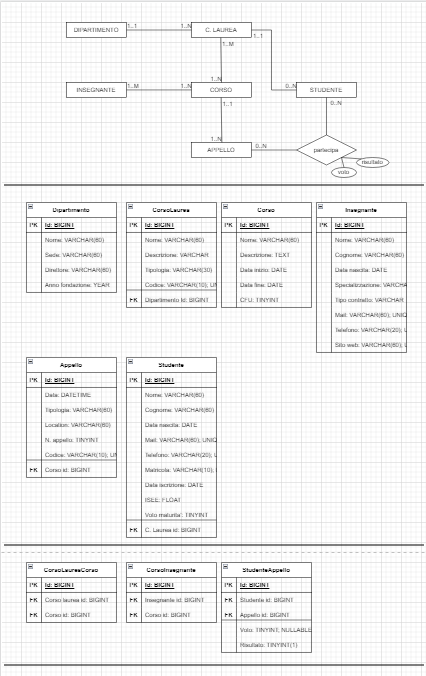 DIPARTIMENTO 1..1 1..N C. LAUREA
1..M 1..1
INSEGNANTE 1..M 1..N CORSO 1..N
0..N STUDENTE
1..1 0..N
1..N
APPELLO 0..N partecipa
risultato
voto
Dipartimento
PK Id: BIGINT
Nome: VARCHAR(60)
Sede: VARCHAR(60)
Direttore: VARCHAR(60)
Anno fondazione: YEAR
CorsoLaurea
PK Id: BIGINT
Nome: VARCHAR(60)
Descrizione: VARCHAR
Tipologia: VARCHAR(30)
Codice: VARCHAR(10), UN
FK Dipartimento Id: BIGINT
Corso
PK Id: BIGINT
Nome: VARCHAR(60)
Descrizione: TEXT
Data inizio: DATE
Data fine: DATE
CFU: TINYINT
Insegnante
PK Id: BIGINT
Nome: VARCHAR(60)
Cognome: VARCHAR(60)
Data nascita: DATE
Specializzazione: VARCHA
Tipo contratto: VARCHAR
Mail: VARCHAR(60), UNIQ
Telefono: VARCHAR(20), U
Sito web: VARCHAR(60), U
Appello
PK Id: BIGINT
Data: DATETIME
Tipologia: VARCHAR(60)
Location: VARCHAR(60)
N. appello: TINYINT
Codice: VARCHAR(10), UN
FK Corso id: BIGINT
Studente
PK Id: BIGINT
Nome: VARCHAR(60)
Cognome: VARCHAR(60)
Data nascita: DATE
Mail: VARCHAR(60), UNIQ
Telefono: VARCHAR(20), U
Matricola: VARCHAR(10),
Data iscrizione: DATE
ISEE: FLOAT
Voto maturita': TINYINT
FK C. Laurea id: BIGINT
CorsoLaureaCorso
PK Id: BIGINT
FK Corso laurea id: BIGINT
FK Corso id: BIGINT
CorsoInsegnante
PK Id: BIGINT
FK Insegnante id: BIGINT
FK Corso id: BIGINT
StudenteAppello
PK Id: BIGINT
FK Studente id: BIGINT
FK Appello id: BIGINT
Voto: TINYINT, NULLABLE
Risultato: TINYINT(1)